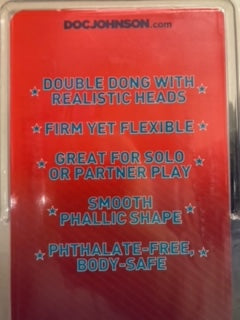 DOCJOHNSON.com
DOUBLE DONG WITH
REALISTIC HEADS
FIRM YET FLEXIBLE
GREAT FOR SOLO
OR PARTNER PLAY
SMOOTH
PHALLIC SHAPE
PHTHALATE-FREE,
BODY-SAFE